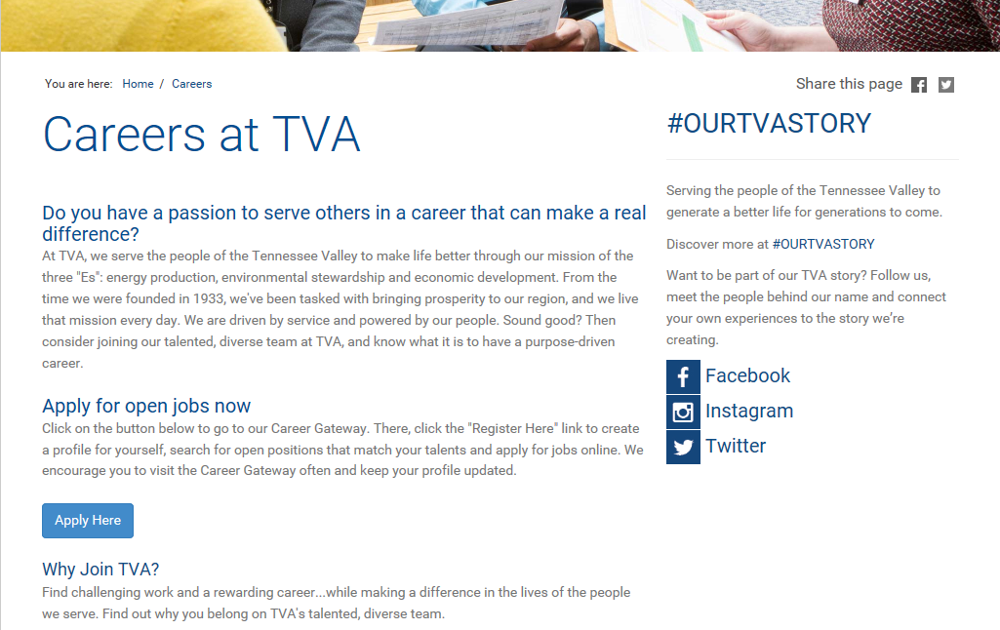 You are here: Home / Careers
Share this page
Careers at TVA
Do you have a passion to serve others in a career that can make a real
difference?
At TVA, we serve the people of the Tennessee Valley to make life better through our mission of the
three "Es": energy production, environmental stewardship and economic development. From the
time we were founded in 1933, we've been tasked with bringing prosperity to our region, and we live
that mission every day. We are driven by service and powered by our people. Sound good? Then
consider joining our talented, diverse team at TVA, and know what it is to have a purpose-driven
career.
Apply for open jobs now
Click on the button below to go to our Career Gateway. There, click the "Register Here" link to create
a profile for yourself, search for open positions that match your talents and apply for jobs online. We
encourage you to visit the Career Gateway often and keep your profile updated.
Apply Here
Why Join TVA?
Find challenging work and a rewarding career...while making a difference in the lives of the people
we serve. Find out why you belong on TVA's talented, diverse team.
#OURTVASTORY
Serving the people of the Tennessee Valley to
generate a better life for generations to come.
Discover more at #OURTVASTORY
Want to be part of our TVA story? Follow us,
meet the people behind our name and connect
your own experiences to the story we’re
creating.
Facebook
Instagram
Twitter